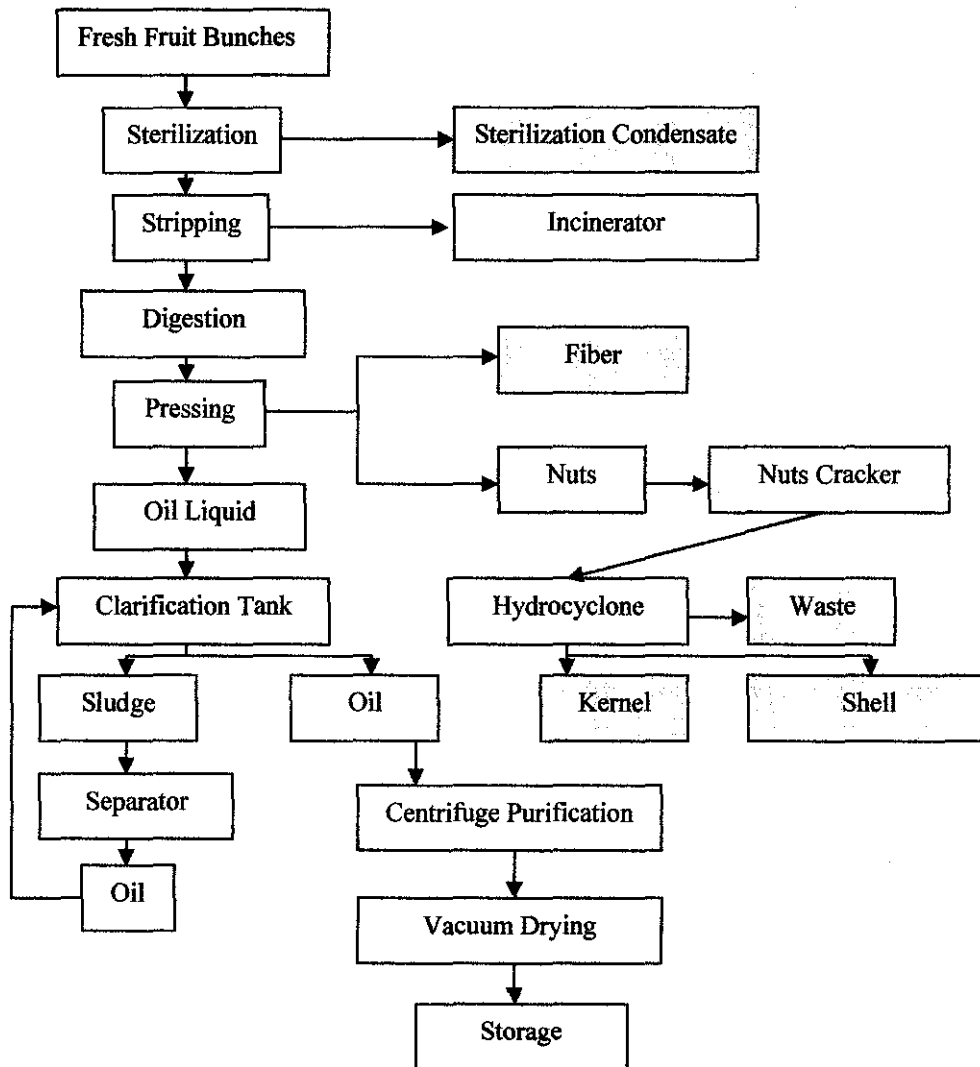 Fresh Fruit Bunches
Sterilization
Sterilization Condensate
Stripping
Incinerator
Digestion
Fiber
Pressing
Nuts
Nuts Cracker
Oil Liquid
Clarification Tank
Hydrocyclone
Waste
Sludge
Oil
Kernel
Shell
Separator
Centrifuge Purification
Oil
Vacuum Drying
Storage